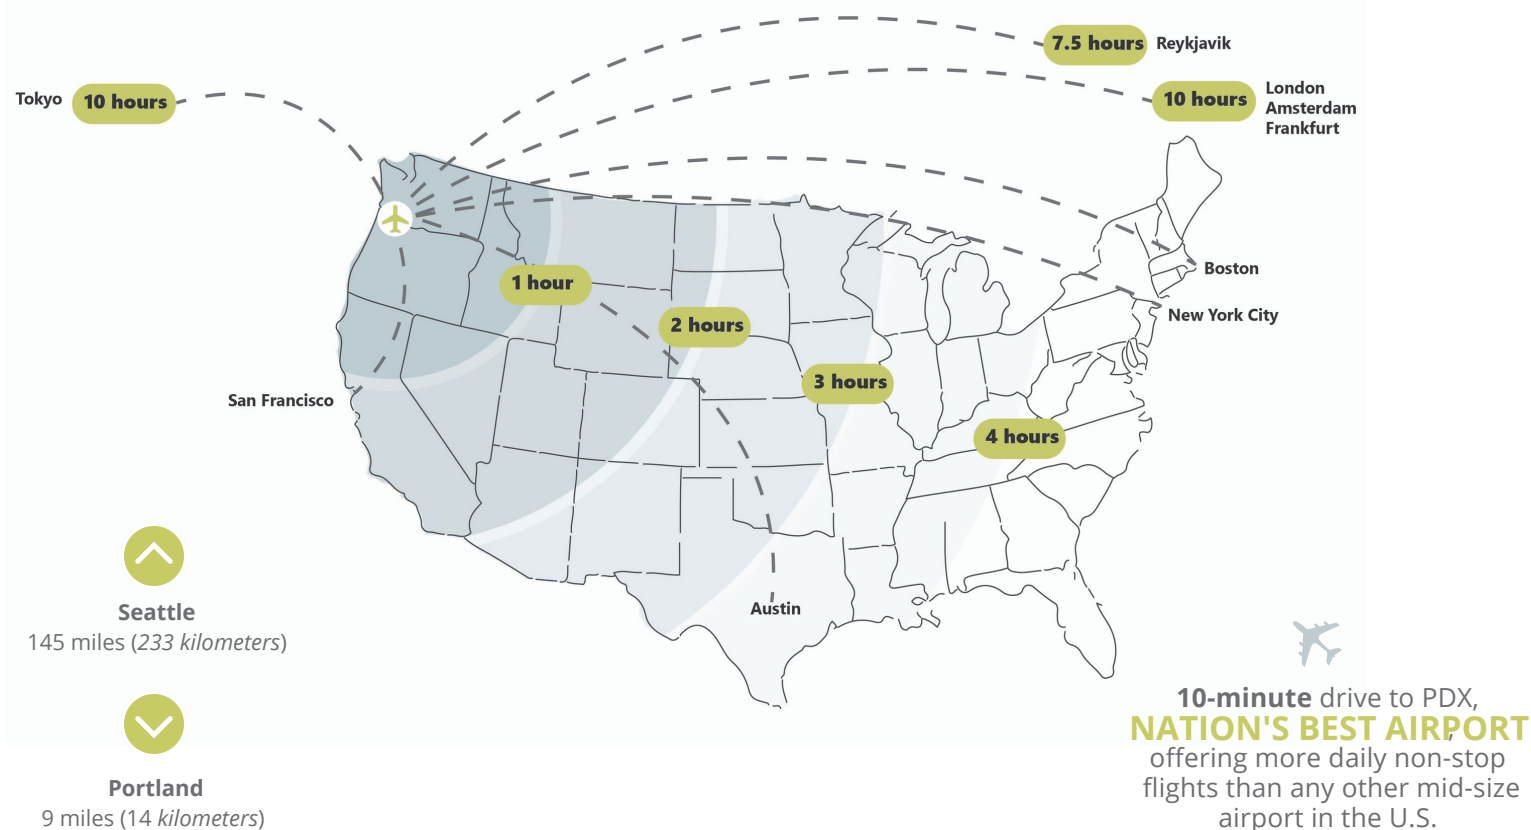 7.5 hours Reykjavik
Tokyo 10 hours
10 hours London
Amsterdam
Frankfurt
1 hour
Boston
2 hours
New York City
3 hours
San Francisco
4 hours
Austin
Seattle
145 miles (233 kilometers)
Portland
9 miles (14 kilometers)
10-minute drive to PDX,
NATION'S BEST AIRPORT,
offering more daily non-stop
flights than any other mid-size
airport in the U.S.